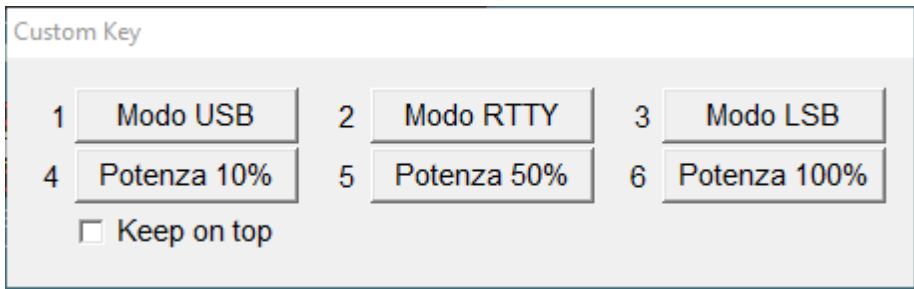 Custom Key
1 Modo USB 2 Modo RTTY 3 Modo LSB
4 Potenza 10% 5 Potenza 50% 6 Potenza 100%
Keep on top